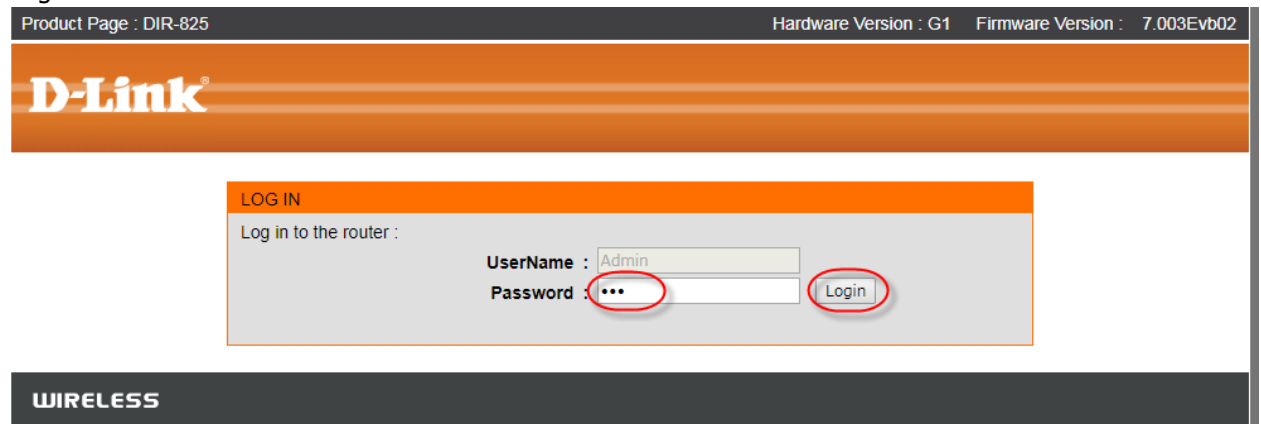 Product Page : DIR-825 Hardware Version : G1 Firmware Version : 7.003Evb02
D-Link®
LOG IN
Log in to the router :
UserName : Admin
Password : ••• Login
WIRELESS